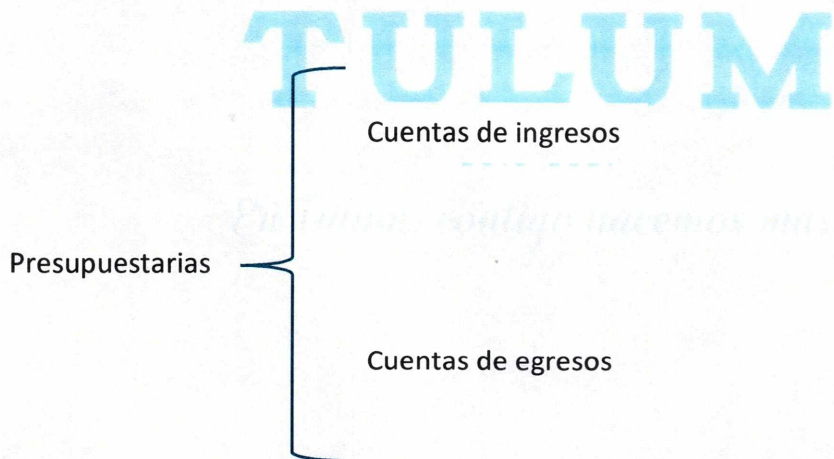 TULUM
Cuentas de ingresos
Presupuestarias
Cuentas de egresos